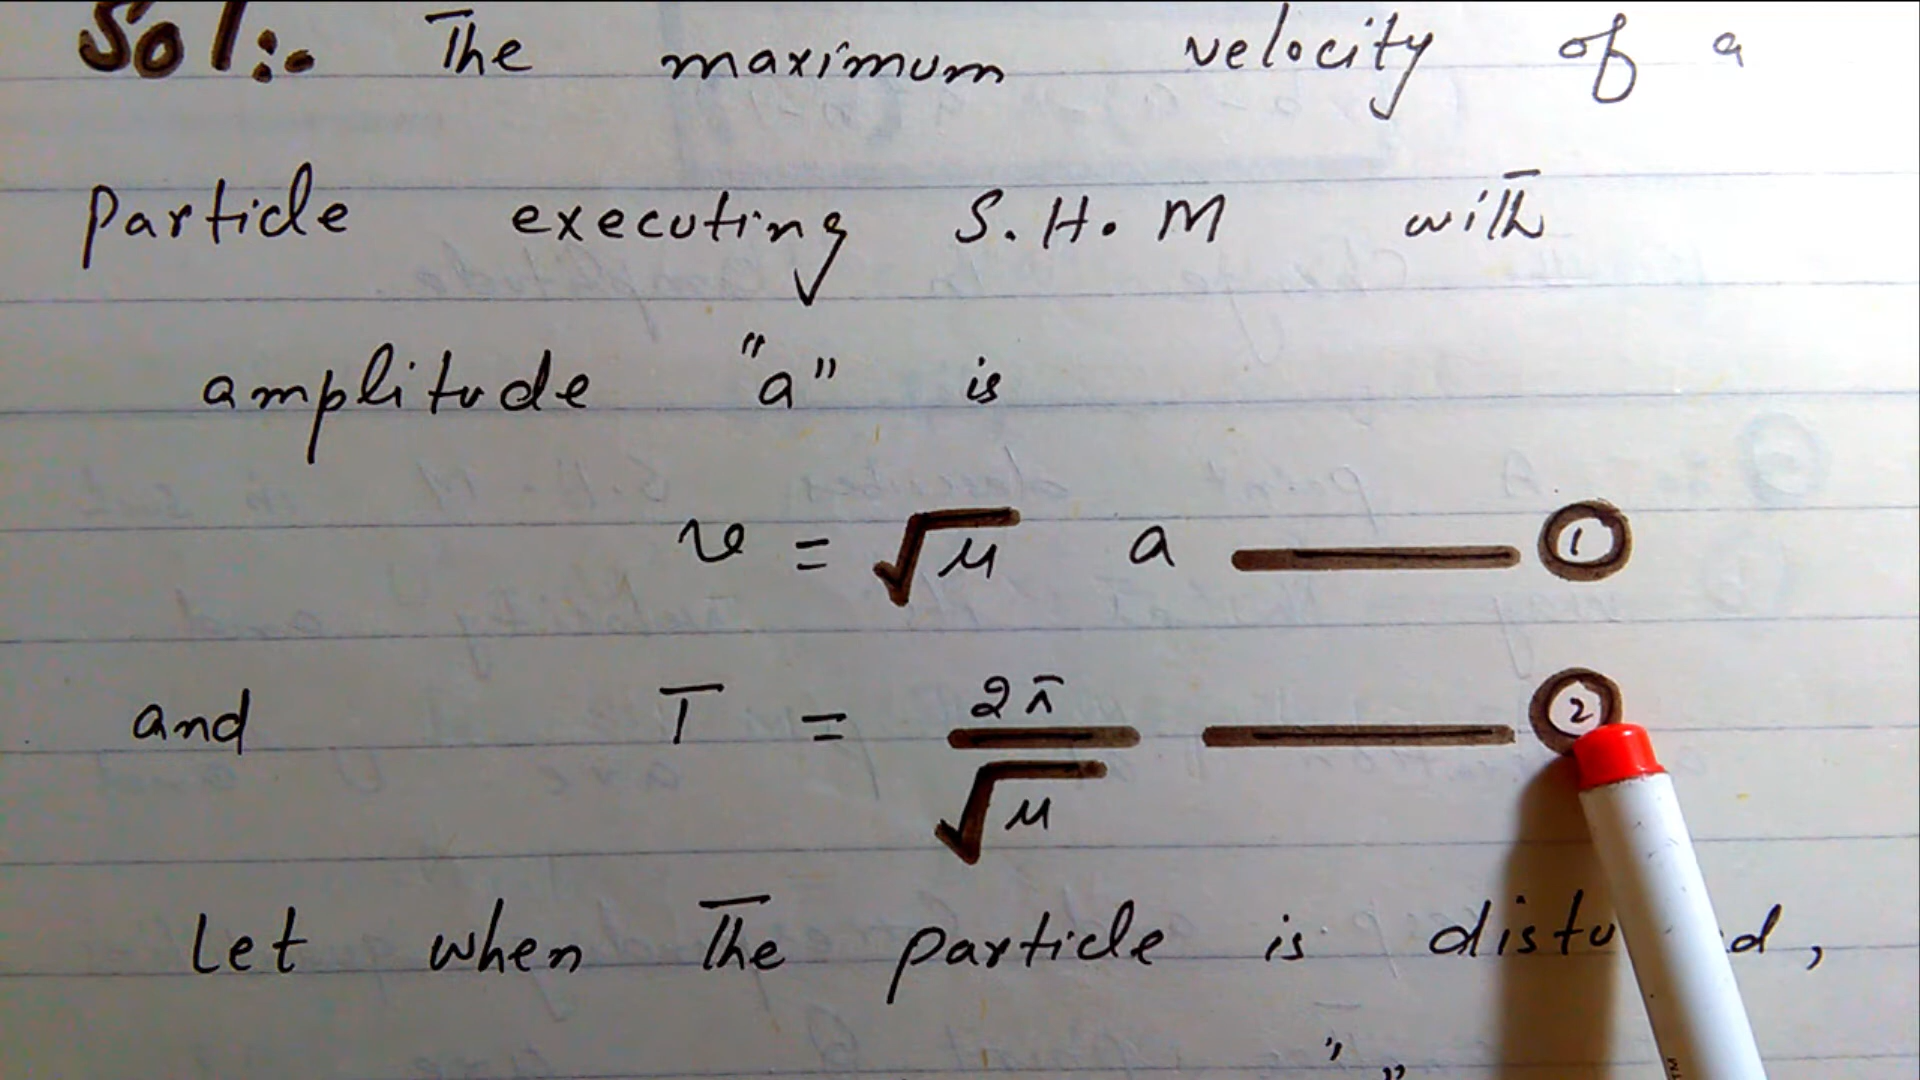 Sol:- The maximum velocity of a
particle executing S.H.M with
amplitude "a" is
v = √μ a —— ①
and T = 2π / √μ —— ②
Let when the particle is